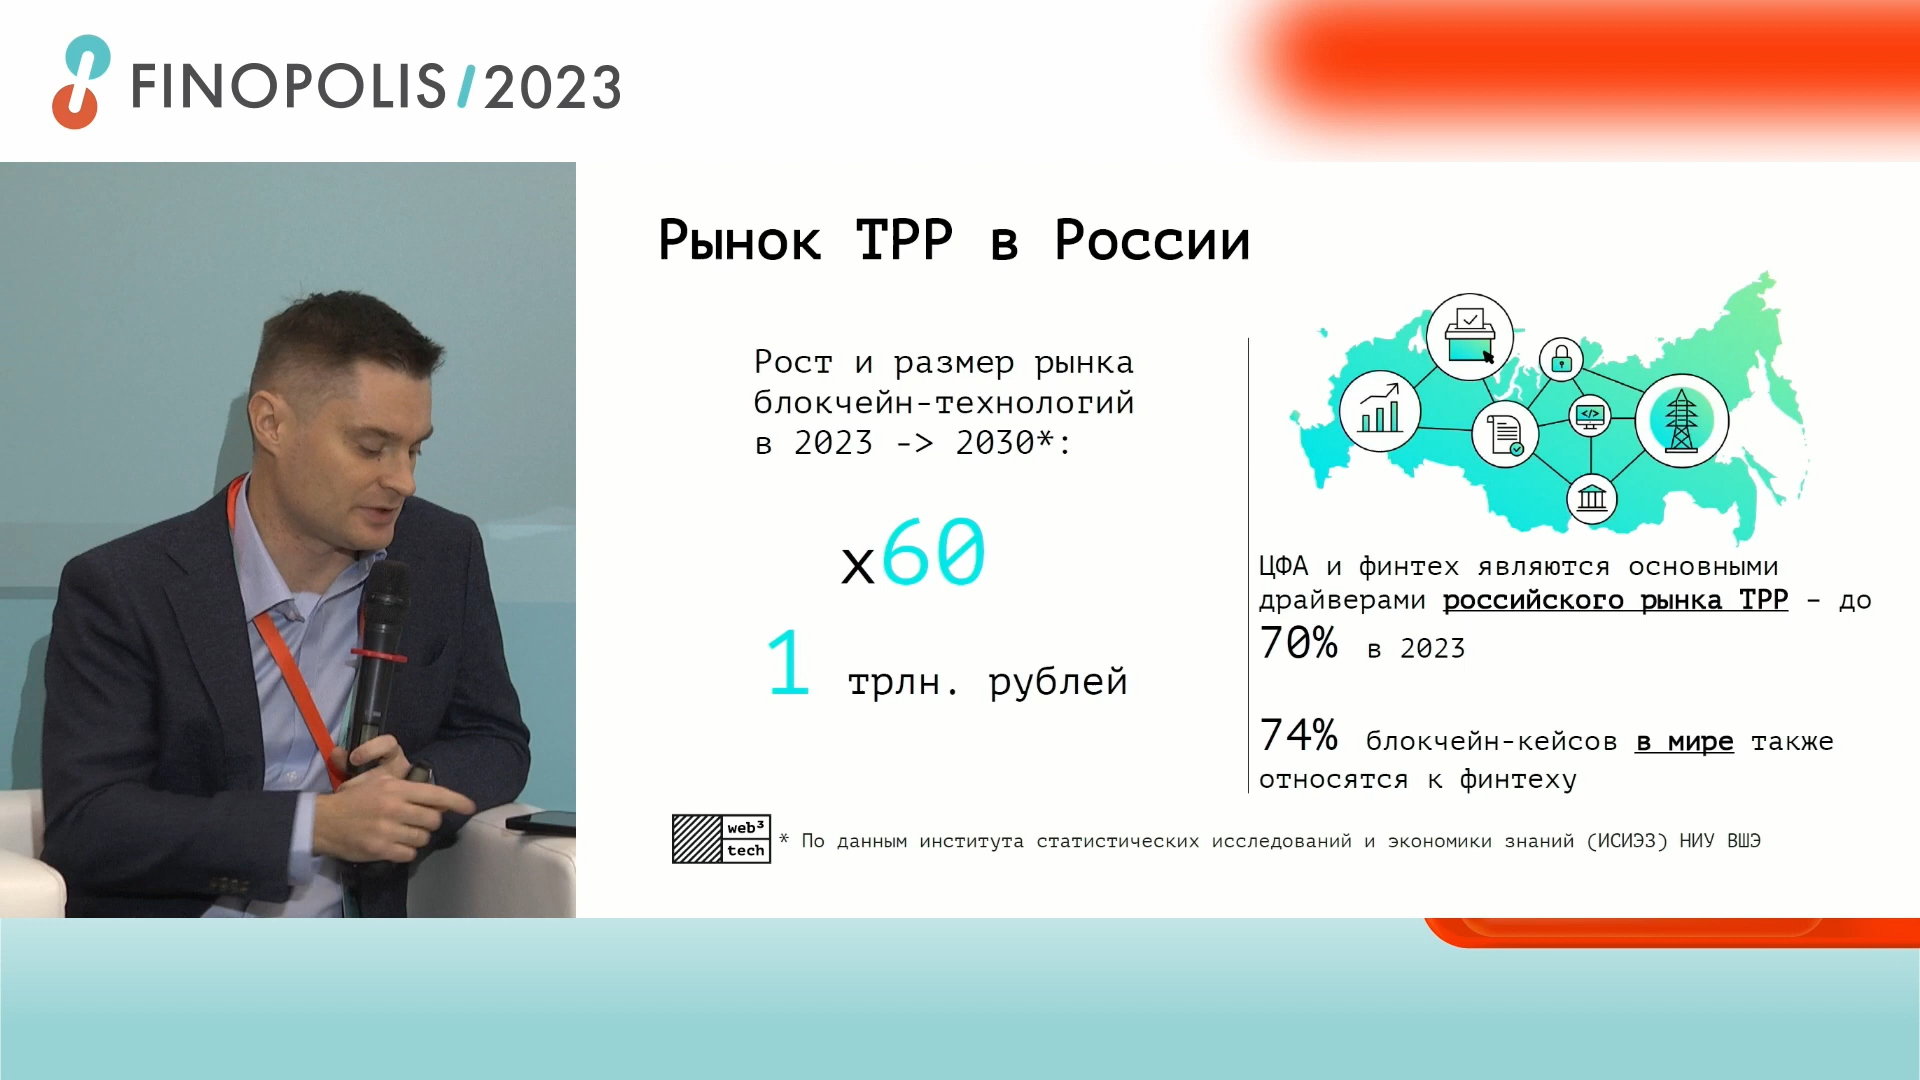 FINOPOLIS/2023
Рынок ТРР в России
Рост и размер рынка
блокчейн-технологий
в 2023 -> 2030*:
x60
1 трлн. рублей
ЦФА и финтех являются основными
драйверами российского рынка ТРР – до
70% в 2023
74% блокчейн-кейсов в мире также
относятся к финтеху
web³
tech
* По данным института статистических исследований и экономики знаний (ИСИЭЗ) НИУ ВШЭ